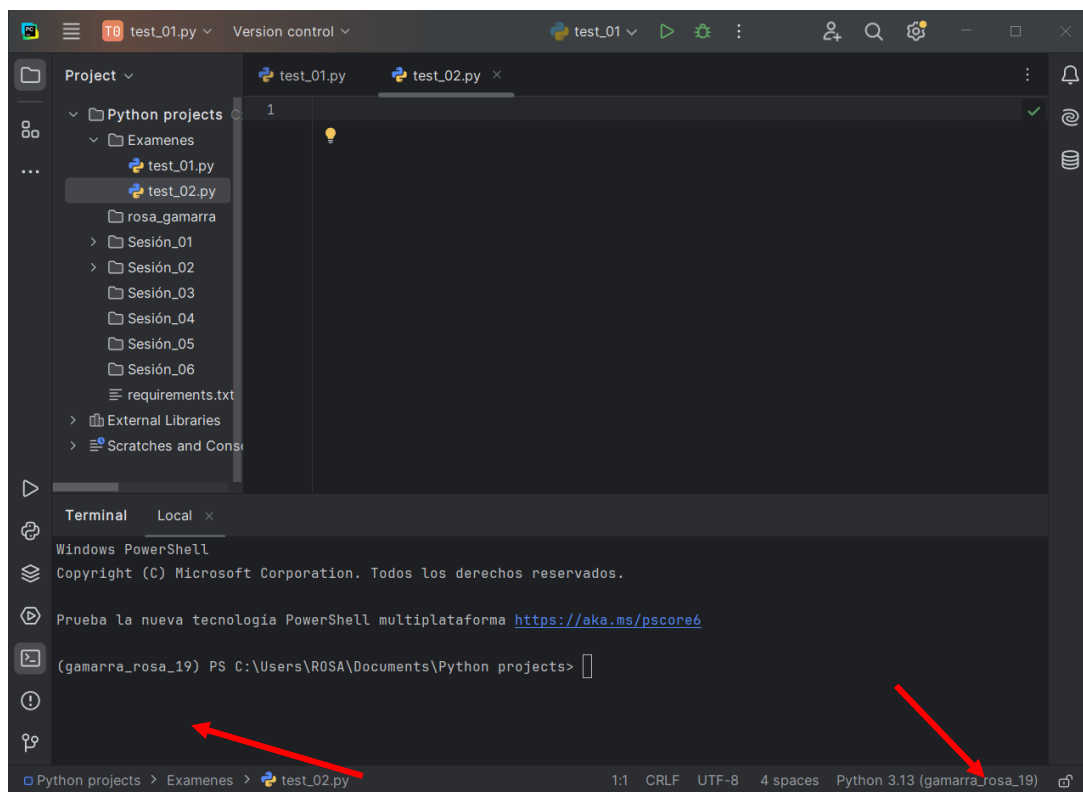 T0 test_01.py Version control test_01
Project
test_01.py test_02.py
Python projects
1
Examenes
test_01.py
test_02.py
rosa_gamarra
Sesión_01
Sesión_02
Sesión_03
Sesión_04
Sesión_05
Sesión_06
requirements.txt
External Libraries
Scratches and Conso
Terminal Local
Windows PowerShell
Copyright (C) Microsoft Corporation. Todos los derechos reservados.
Prueba la nueva tecnología PowerShell multiplataforma https://aka.ms/pscore6
(gamarra_rosa_19) PS C:\Users\ROSA\Documents\Python projects>
Python projects > Examenes > test_02.py 1:1 CRLF UTF-8 4 spaces Python 3.13 (gamarra_rosa_19)